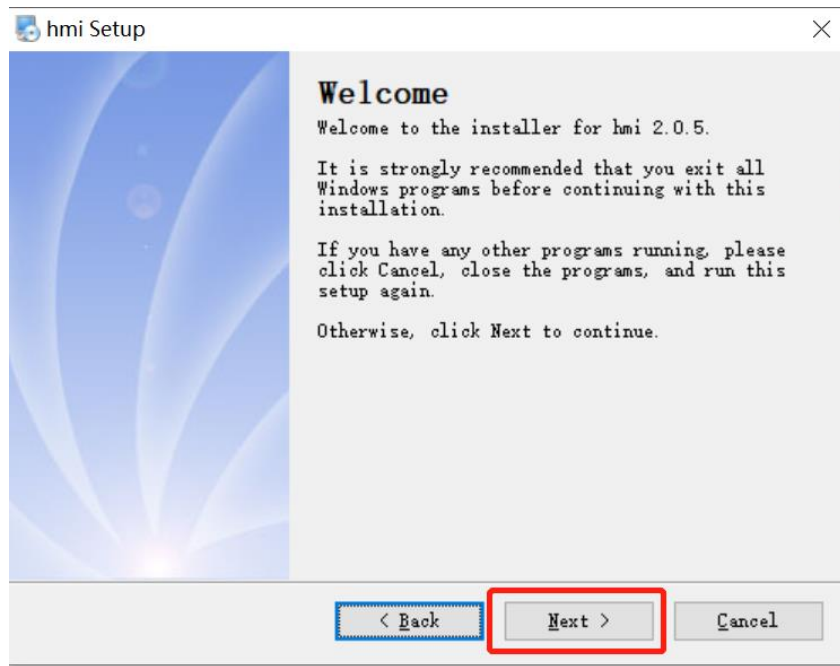 hmi Setup
Welcome
Welcome to the installer for hmi 2.0.5.
It is strongly recommended that you exit all
Windows programs before continuing with this
installation.
If you have any other programs running, please
click Cancel, close the programs, and run this
setup again.
Otherwise, click Next to continue.
< Back Next > Cancel